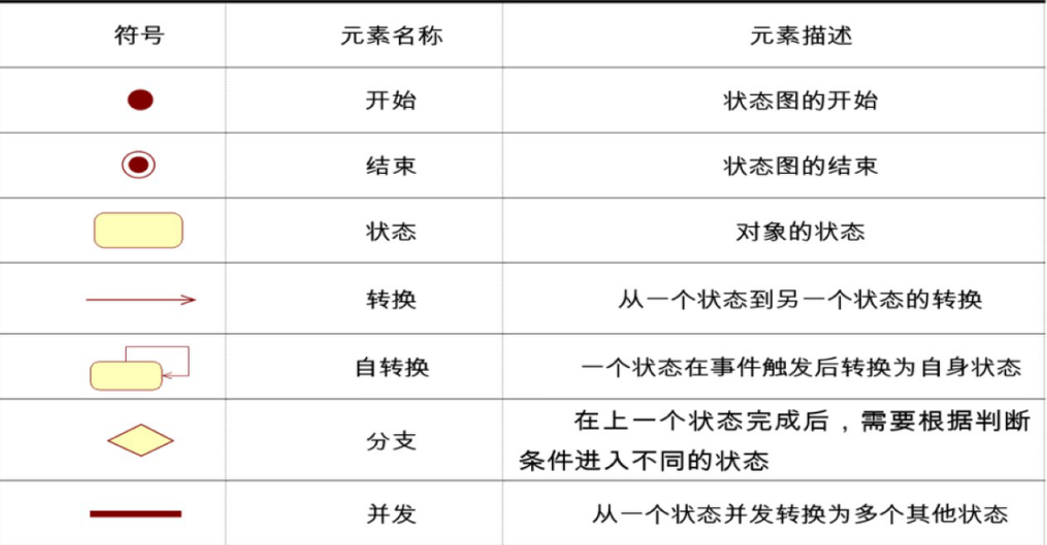 符号 元素名称 元素描述
开始 状态图的开始
结束 状态图的结束
状态 对象的状态
转换 从一个状态到另一个状态的转换
自转换 一个状态在事件触发后转换为自身状态
分支 在上一个状态完成后，需要根据判断
条件进入不同的状态
并发 从一个状态并发转换为多个其他状态